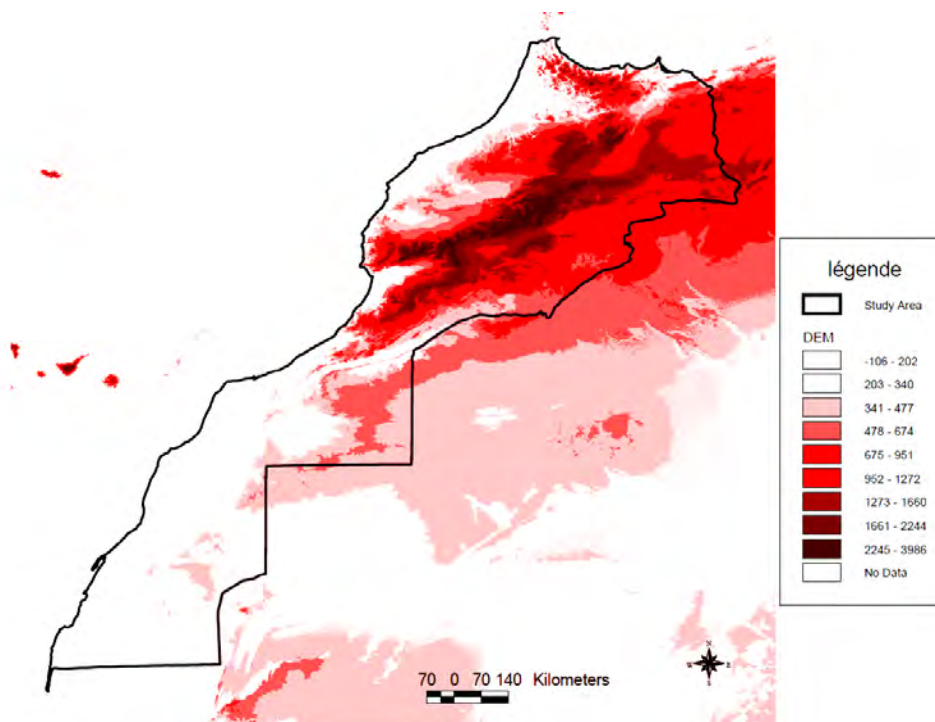 légende
Study Area
DEM
-106 - 202
203 - 340
341 - 477
478 - 674
675 - 951
952 - 1272
1273 - 1660
1661 - 2244
2245 - 3986
No Data
N
W E
S
70 0 70 140 Kilometers